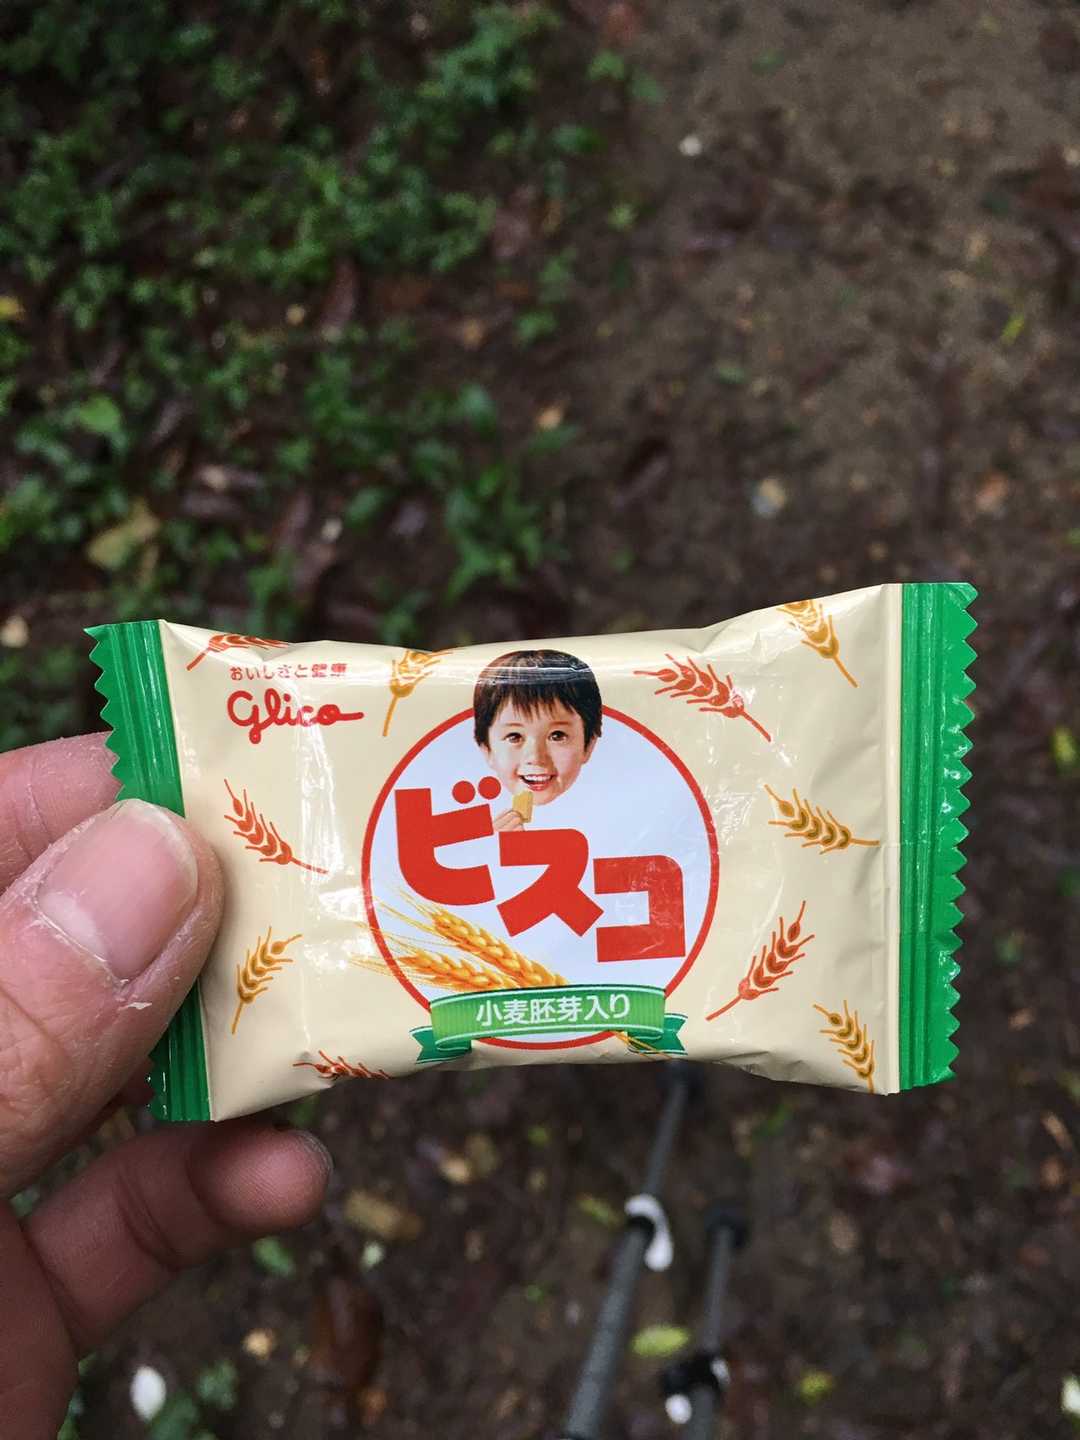 おいしさと健康
glico
ビスコ
小麦胚芽入り